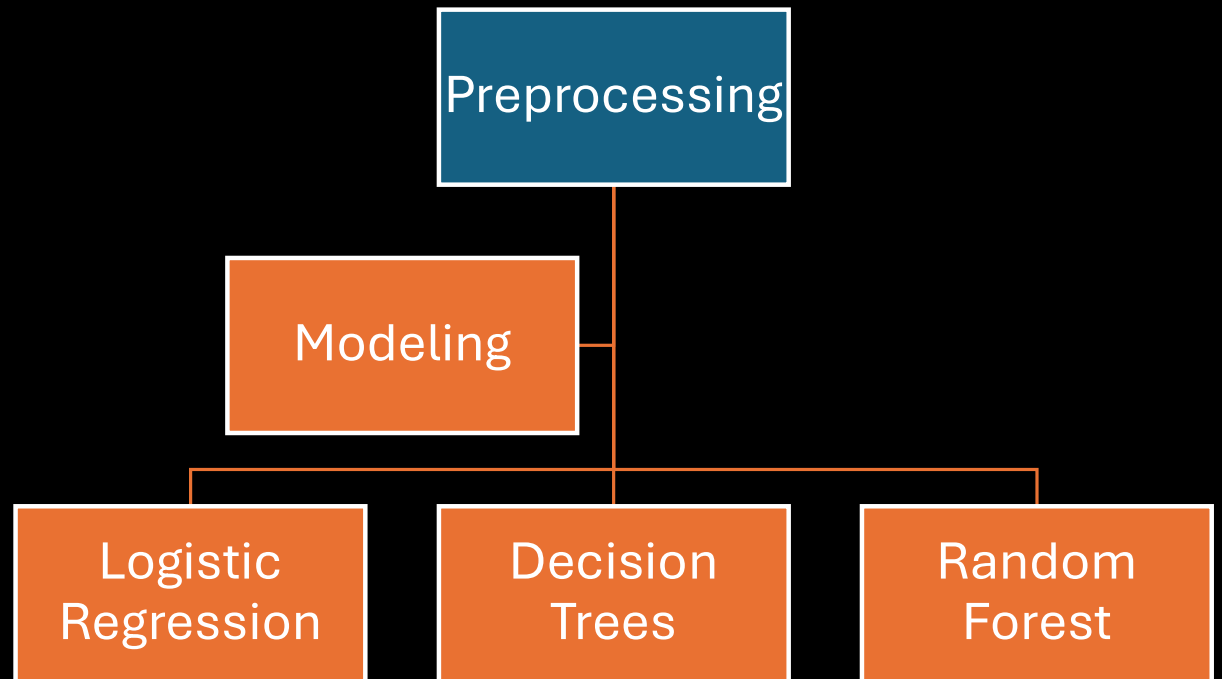 Preprocessing
Modeling
Logistic
Regression
Decision
Trees
Random
Forest